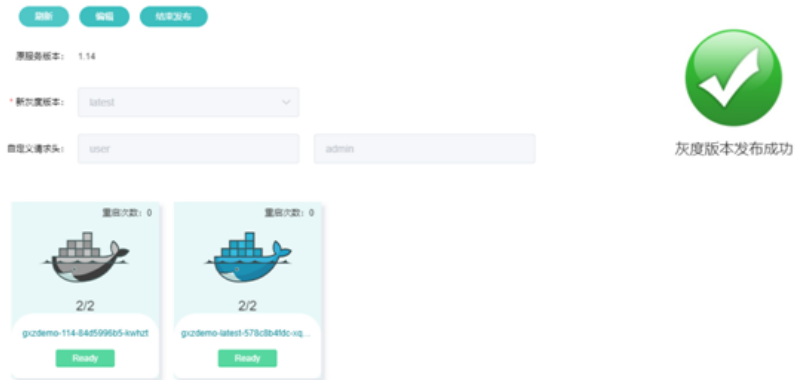 刷新 编辑 结束发布
原服务版本： 1.14
* 新灰度版本： latest
自定义请求头： user admin
灰度版本发布成功
重启次数：0 重启次数：0
2/2 2/2
gxzdemo-114-84d5996b5-kwhzf gxzdemo-latest-578c8b4fdc-xq...
Ready Ready